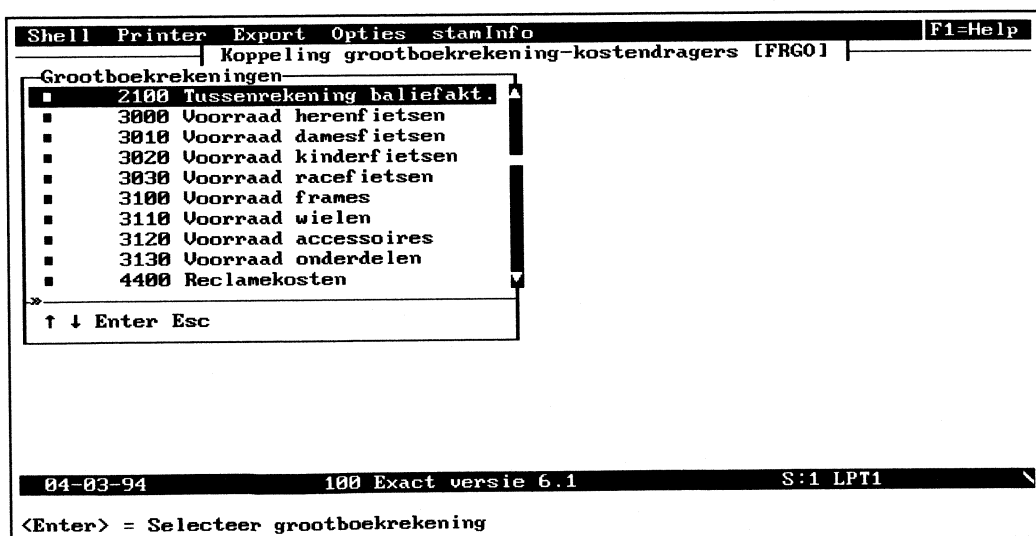 Shell Printer Export Opties stamInfo F1=Help
Koppeling grootboekrekening-kostendragers [FRGO]
Grootboekrekeningen
2100 Tussenrekening baliefakt.
3000 Voorraad herenfietsen
3010 Voorraad damesfietsen
3020 Voorraad kinderfietsen
3030 Voorraad racefietsen
3100 Voorraad frames
3110 Voorraad wielen
3120 Voorraad accessoires
3130 Voorraad onderdelen
4400 Reclamekosten
»
↑ ↓ Enter Esc
04-03-94 100 Exact versie 6.1 S:1 LPT1 \
<Enter> = Selecteer grootboekrekening